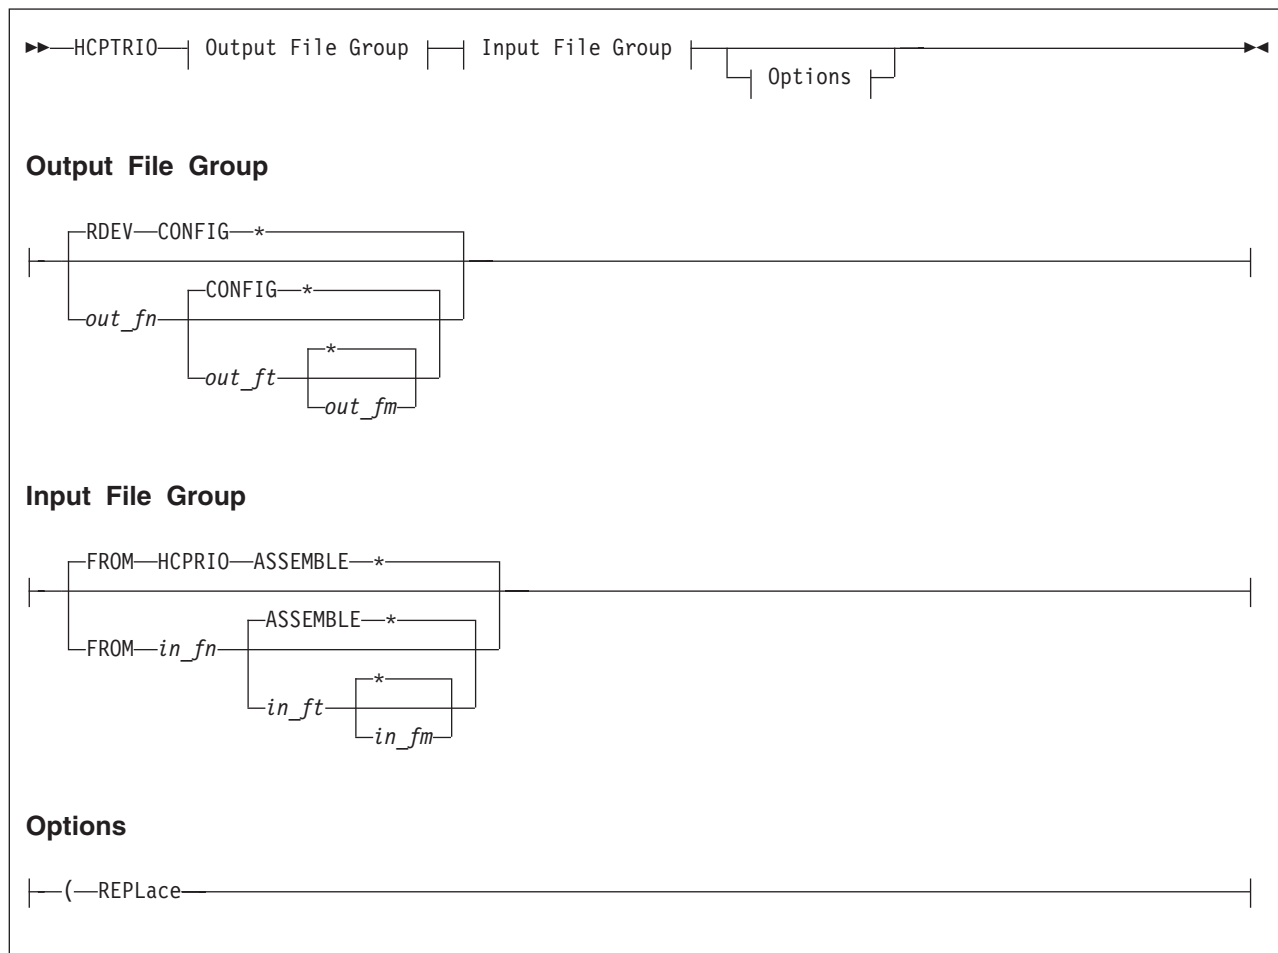 HCPTRIO Output File Group Input File Group
Options
Output File Group
RDEV CONFIG *
CONFIG *
out_fn
*
out_ft
out_fm
Input File Group
FROM HCPRIO ASSEMBLE *
ASSEMBLE *
FROM in_fn
*
in_ft
in_fm
Options
( REPLace